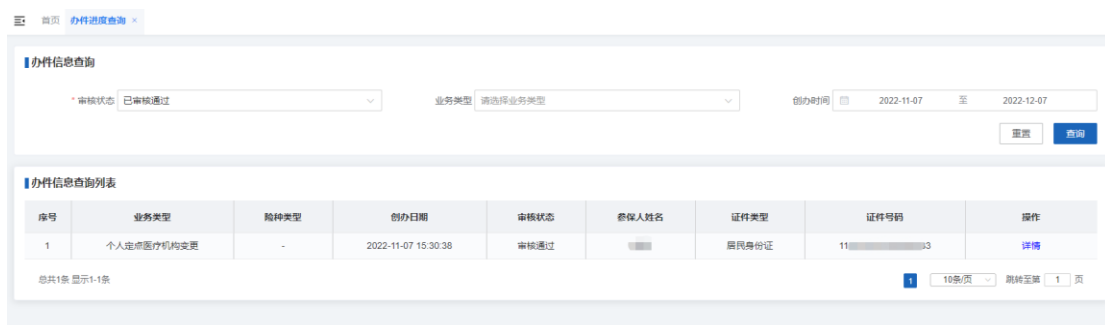 首页 办件进度查询 ×
办件信息查询
* 审核状态 已审核通过 业务类型 请选择业务类型 创办时间 2022-11-07 至 2022-12-07
重置 查询
办件信息查询列表
序号 业务类型 险种类型 创办日期 审核状态 参保人姓名 证件类型 证件号码 操作
1 个人定点医疗机构变更 - 2022-11-07 15:30:38 审核通过 居民身份证 11 3 详情
总共1条 显示1-1条 1 10条/页 跳转至第 1 页